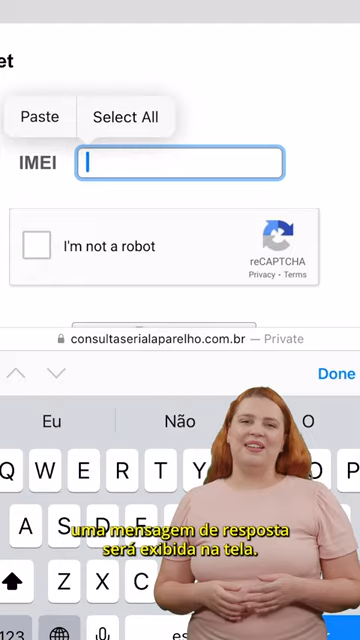 et
Paste
Select All
IMEI
I'm not a robot
reCAPTCHA
Privacy - Terms
consultaserialaparelho.com.br — Private
Done
Eu
Não
O
Q W E R T Y O P
A S D
uma mensagem de resposta
será exibida na tela.
Z X C
123
es